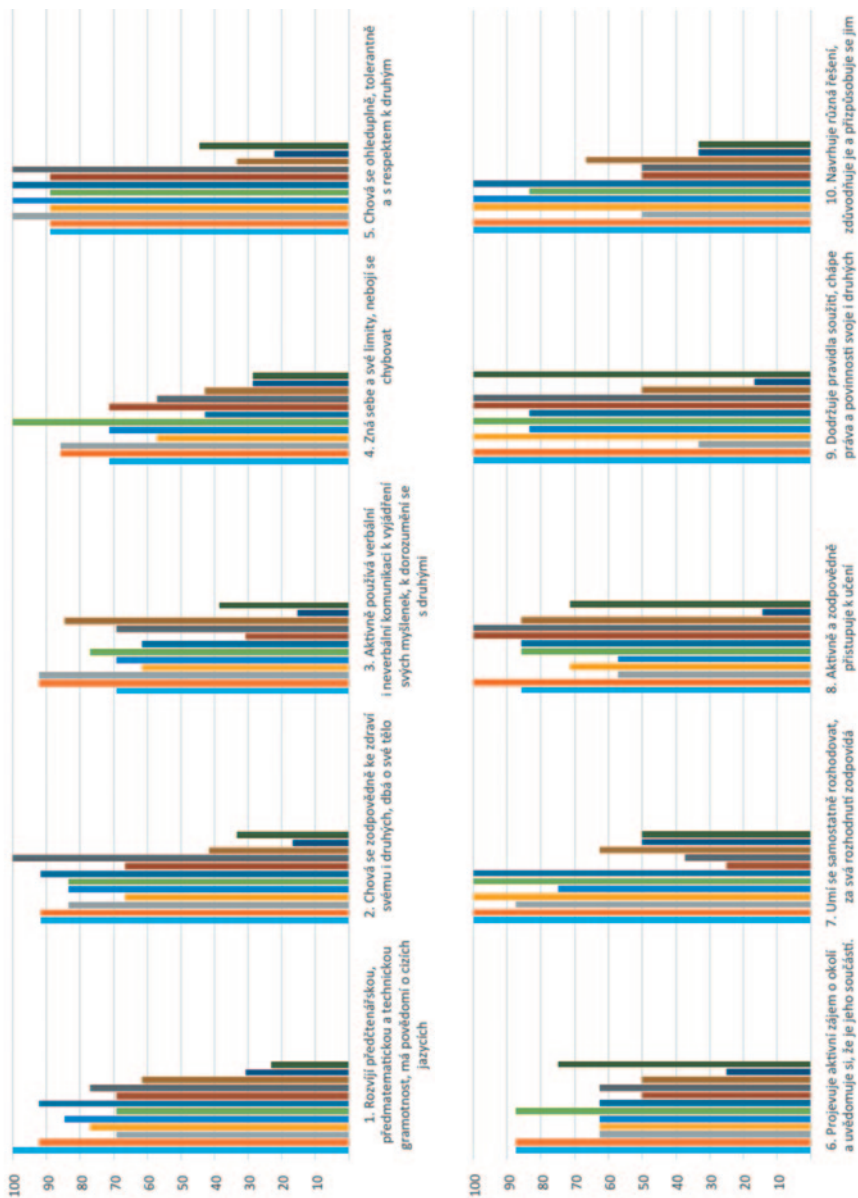 100
90
80
70
60
50
40
30
20
10
1. Rozvíjí předčtenářskou,
předmatematickou a technickou
gramotnost, má povědomí o cizích
jazycích
2. Chová se zodpovědně ke zdraví
svému i druhých, dbá o své tělo
3. Aktivně používá verbální
i neverbální komunikaci k vyjádření
svých myšlenek, k dorozumění se
s druhými
4. Zná sebe a své limity, nebojí se
chybovat
5. Chová se ohleduplně, tolerantně
a s respektem k druhým
100
90
80
70
60
50
40
30
20
10
6. Projevuje aktivní zájem o okolí
a uvědomuje si, že je jeho součástí.
7. Umí se samostatně rozhodovat,
za svá rozhodnutí zodpovídá
8. Aktivně a zodpovědně
přistupuje k učení
9. Dodržuje pravidla soužití, chápe
práva a povinnosti svoje i druhých
10. Navrhuje různá řešení,
zdůvodňuje je a přizpůsobuje se jim